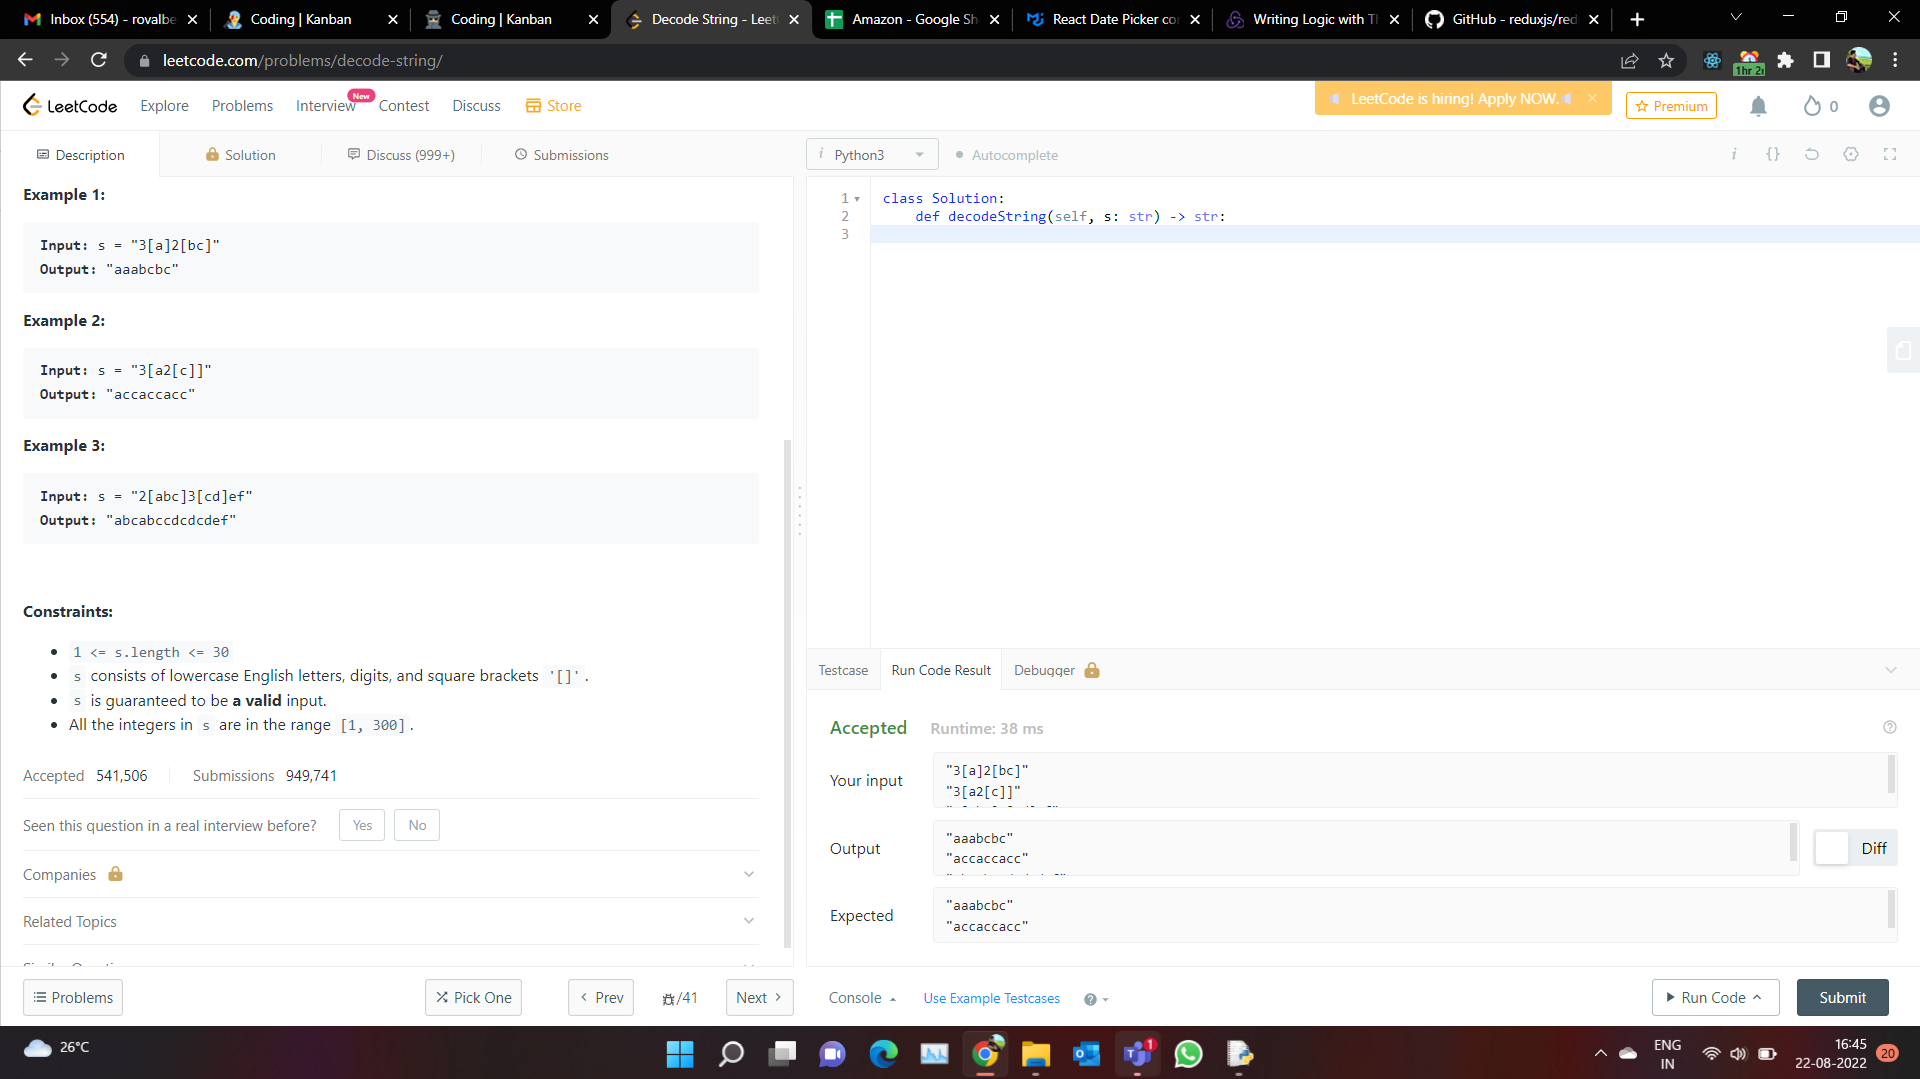 Inbox (554) - rovalbe
Coding | Kanban
Coding | Kanban
Decode String - Leet
Amazon - Google Sh
React Date Picker co
Writing Logic with Th
GitHub - reduxjs/red
leetcode.com/problems/decode-string/
1hr 2
LeetCode
Explore
Problems
Interview
New
Contest
Discuss
Store
LeetCode is hiring! Apply NOW.
Premium
0
Description
Solution
Discuss (999+)
Submissions
i Python3
Autocomplete
i {}
Example 1:
Input: s = "3[a]2[bc]"
Output: "aaabcbc"
Example 2:
Input: s = "3[a2[c]]"
Output: "accaccacc"
Example 3:
Input: s = "2[abc]3[cd]ef"
Output: "abcabccdcdcdef"
Constraints:
1 <= s.length <= 30
s consists of lowercase English letters, digits, and square brackets '[]'.
s is guaranteed to be a valid input.
All the integers in s are in the range [1, 300].
Accepted 541,506
Submissions 949,741
Seen this question in a real interview before?
Yes
No
Companies
Related Topics
Problems
Pick One
Prev
/41
Next
1 class Solution:
2 def decodeString(self, s: str) -> str:
3
Testcase
Run Code Result
Debugger
Accepted
Runtime: 38 ms
Your input
"3[a]2[bc]"
"3[a2[c]]"
Output
"aaabcbc"
"accaccacc"
Diff
Expected
"aaabcbc"
"accaccacc"
Console
Use Example Testcases
Run Code
Submit
26°C
1
ENG
IN
16:45
22-08-2022
20